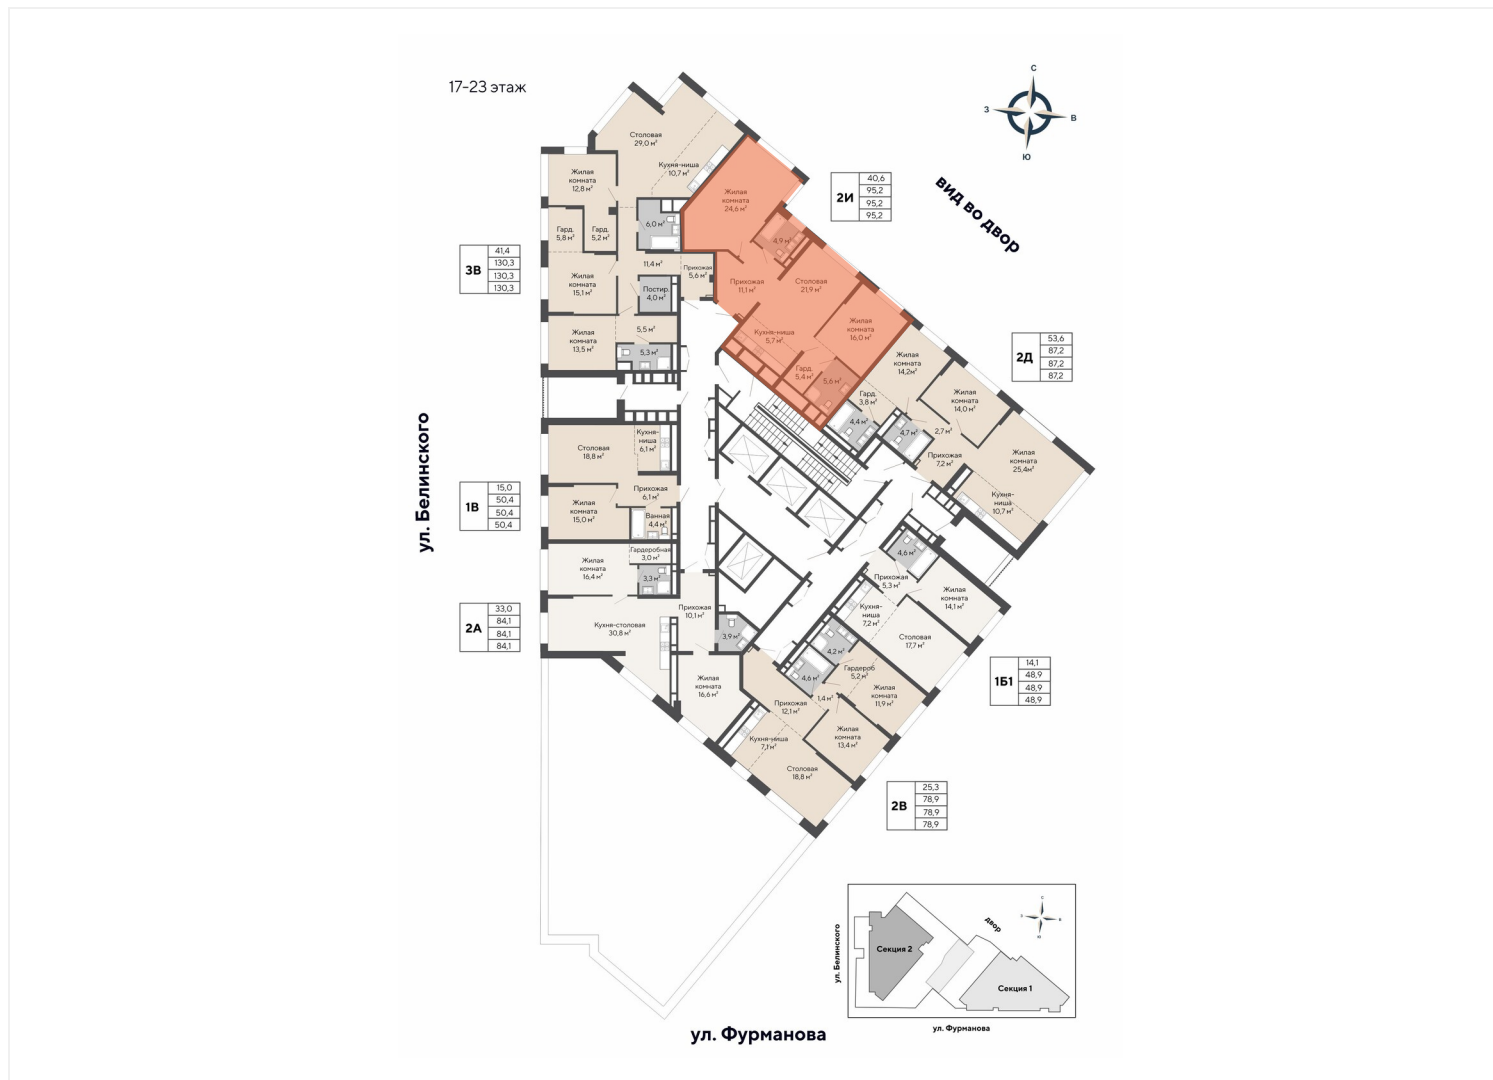 17-23 этаж
С
З
В
Ю
вид во двор
ул. Белинского
Столовая
29,0 м²
Кухня-ниша
10,7 м²
Жилая
комната
12,8 м²
Гард.
5,8 м²
Гард.
5,2 м²
6,0 м²
11,4 м²
Прихожая
5,6 м²
Жилая
комната
15,1 м²
Постир.
4,0 м²
Жилая
комната
13,5 м²
5,5 м²
5,3 м²
3В
41,4
130,3
130,3
130,3
Жилая
комната
24,6 м²
4,9 м²
Прихожая
11,1 м²
Столовая
21,9 м²
Кухня-ниша
5,7 м²
Жилая
комната
16,0 м²
Гард.
5,4 м²
5,6 м²
2И
40,6
95,2
95,2
95,2
Жилая
комната
14,2м²
Гард.
3,8 м²
4,4 м²
4,7 м²
2,7 м²
Жилая
комната
14,0 м²
Прихожая
7,2 м²
Жилая
комната
25,4м²
Кухня-
ниша
10,7 м²
2Д
53,6
87,2
87,2
87,2
Столовая
18,8 м²
Кухня-
ниша
6,1 м²
Прихожая
6,1 м²
Жилая
комната
15,0 м²
Ванная
4,4 м²
1В
15,0
50,4
50,4
50,4
Жилая
комната
16,4 м²
Гардеробная
3,0 м²
3,3 м²
Прихожая
10,1 м²
Кухня-столовая
30,8 м²
3,9 м²
Жилая
комната
16,6 м²
2А
33,0
84,1
84,1
84,1
4,6 м²
Прихожая
5,3 м²
Жилая
комната
14,1 м²
Кухня-
ниша
7,2 м²
Столовая
17,7 м²
1Б1
14,1
48,9
48,9
48,9
4,2 м²
4,6 м²
Гардероб
5,2 м²
1,4 м²
Жилая
комната
11,9 м²
Прихожая
12,1 м²
Жилая
комната
13,4 м²
Кухня-ниша
7,1 м²
Столовая
18,8 м²
2В
25,3
78,9
78,9
78,9
ул. Фурманова
ул. Белинского
Секция 2
двор
Секция 1
ул. Фурманова